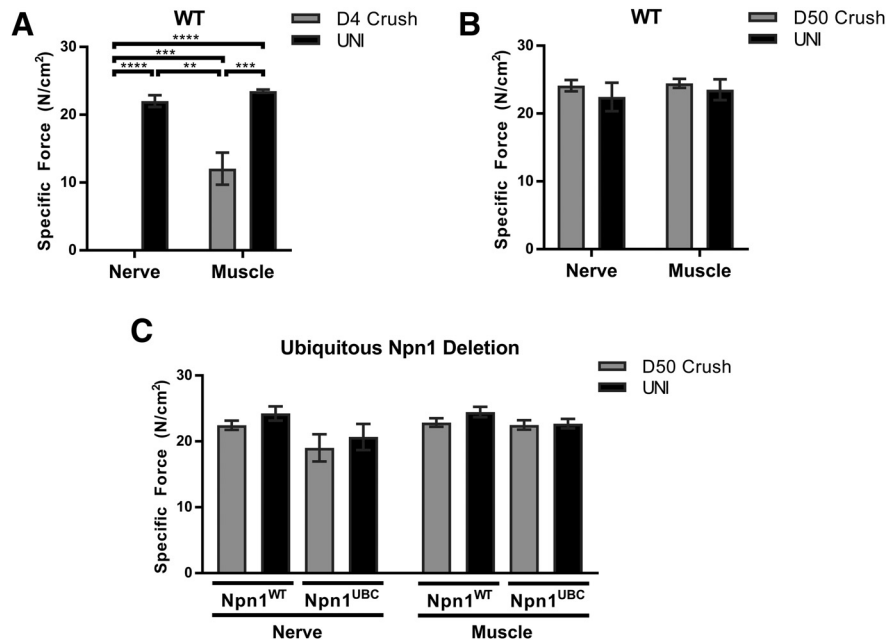 A
WT
D4 Crush
UNI
Specific Force (N/cm²)
30
20
10
0
****
***
****
**
***
Nerve
Muscle
B
WT
D50 Crush
UNI
Specific Force (N/cm²)
30
20
10
0
Nerve
Muscle
C
Ubiquitous Npn1 Deletion
D50 Crush
UNI
Specific Force (N/cm²)
30
20
10
0
Npn1ᵂᵀ Npn1ᵁᴮᶜ Npn1ᵂᵀ Npn1ᵁᴮᶜ
Nerve Muscle